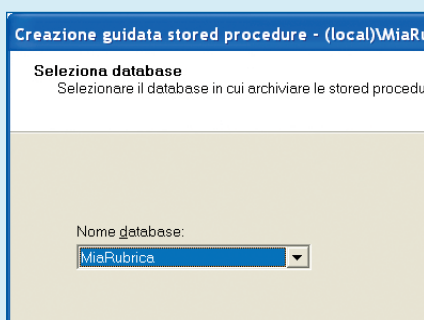 Creazione guidata stored procedure - (local)\MiaR
Seleziona database
Selezionare il database in cui archiviare le stored procedu
Nome database:
MiaRubrica